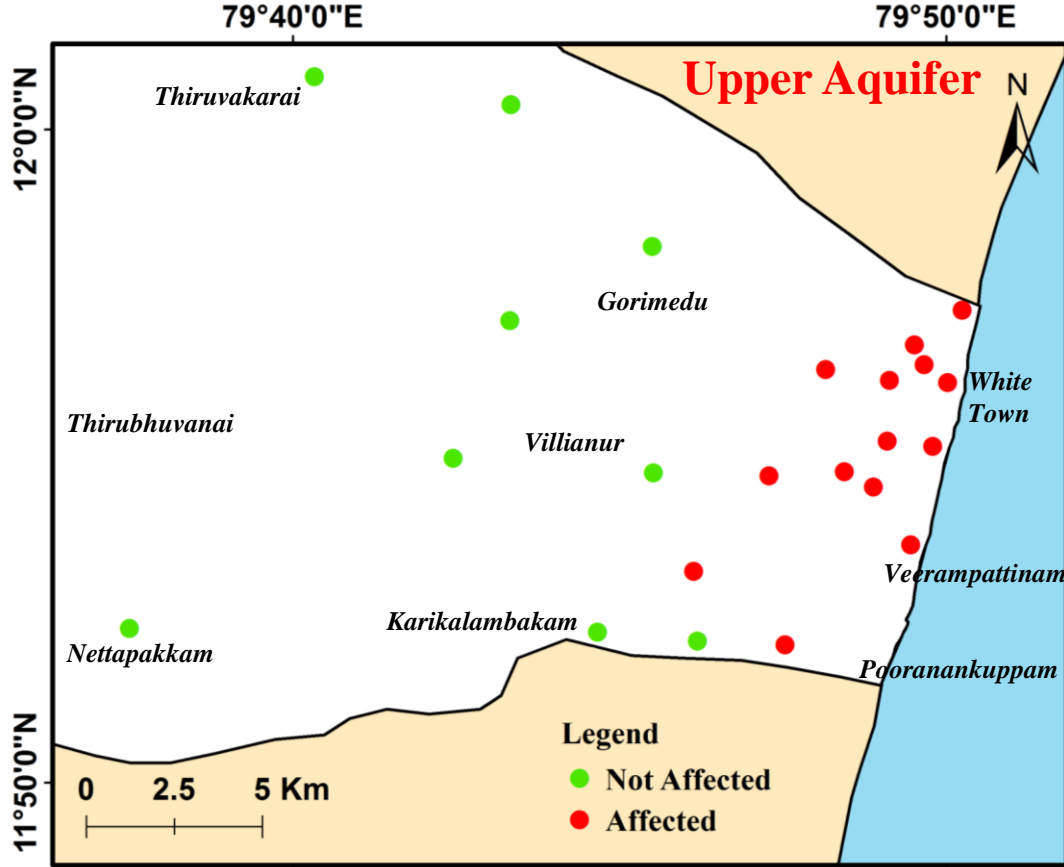 79°40'0"E
79°50'0"E
Upper Aquifer
N
Thiruvakarai
12°0'0"N
Gorimedu
White
Town
Thirubhuvanai
Villianur
Veerampattinam
Karikalambakam
Nettapakkam
Pooranankuppam
11°50'0"N
Legend
Not Affected
Affected
0 2.5 5 Km